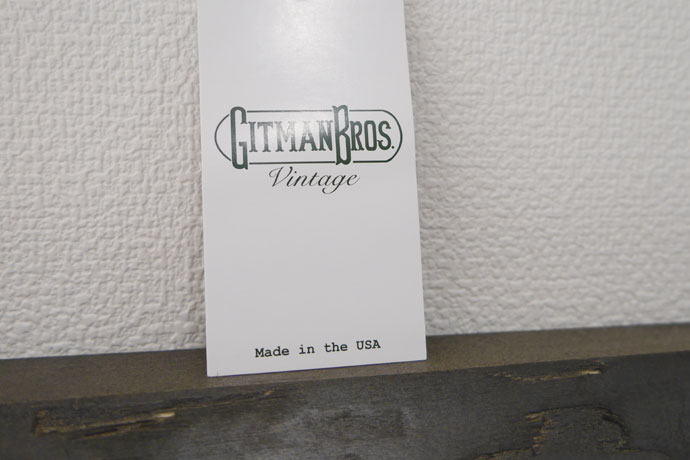 GITMAN BROS.
Vintage
Made in the USA